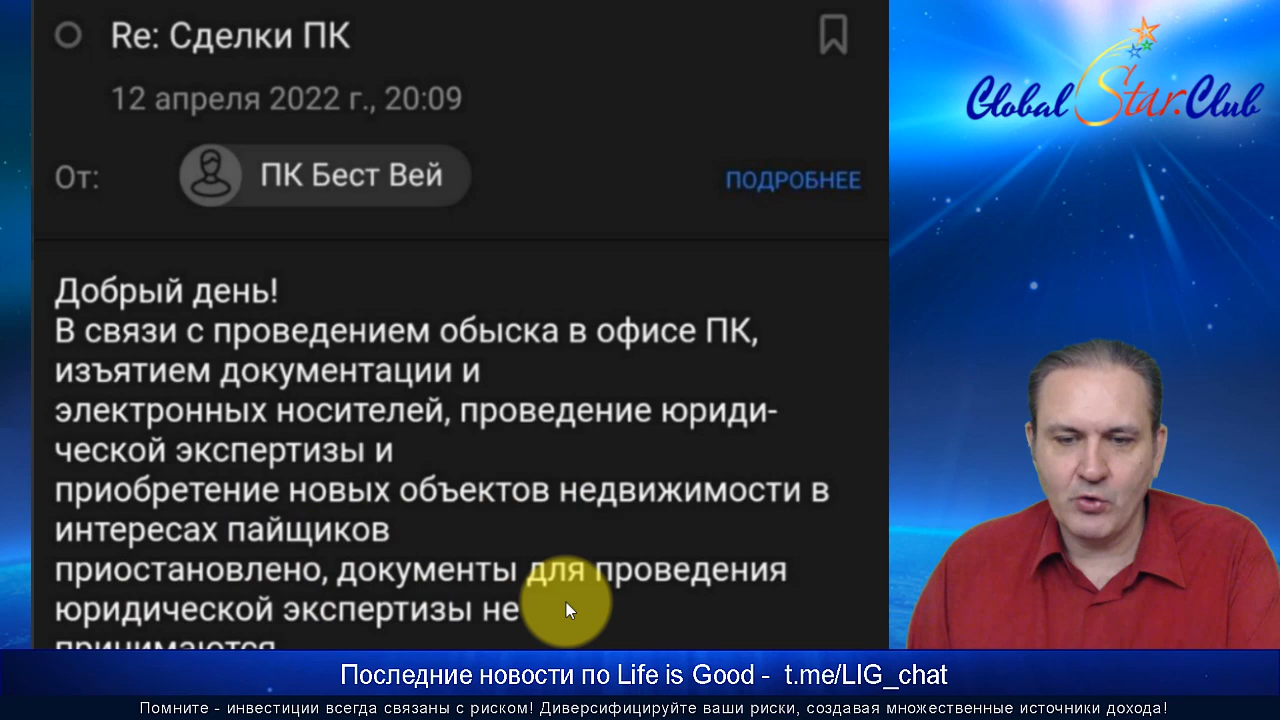 Re: Сделки ПК
12 апреля 2022 г., 20:09
От: ПК Бест Вей ПОДРОБНЕЕ
Добрый день!
В связи с проведением обыска в офисе ПК,
изъятием документации и
электронных носителей, проведение юриди-
ческой экспертизы и
приобретение новых объектов недвижимости в
интересах пайщиков
приостановлено, документы для проведения
юридической экспертизы не
принимаются
Global Star.Club
Последние новости по Life is Good - t.me/LIG_chat
Помните - инвестиции всегда связаны с риском! Диверсифицируйте ваши риски, создавая множественные источники дохода!